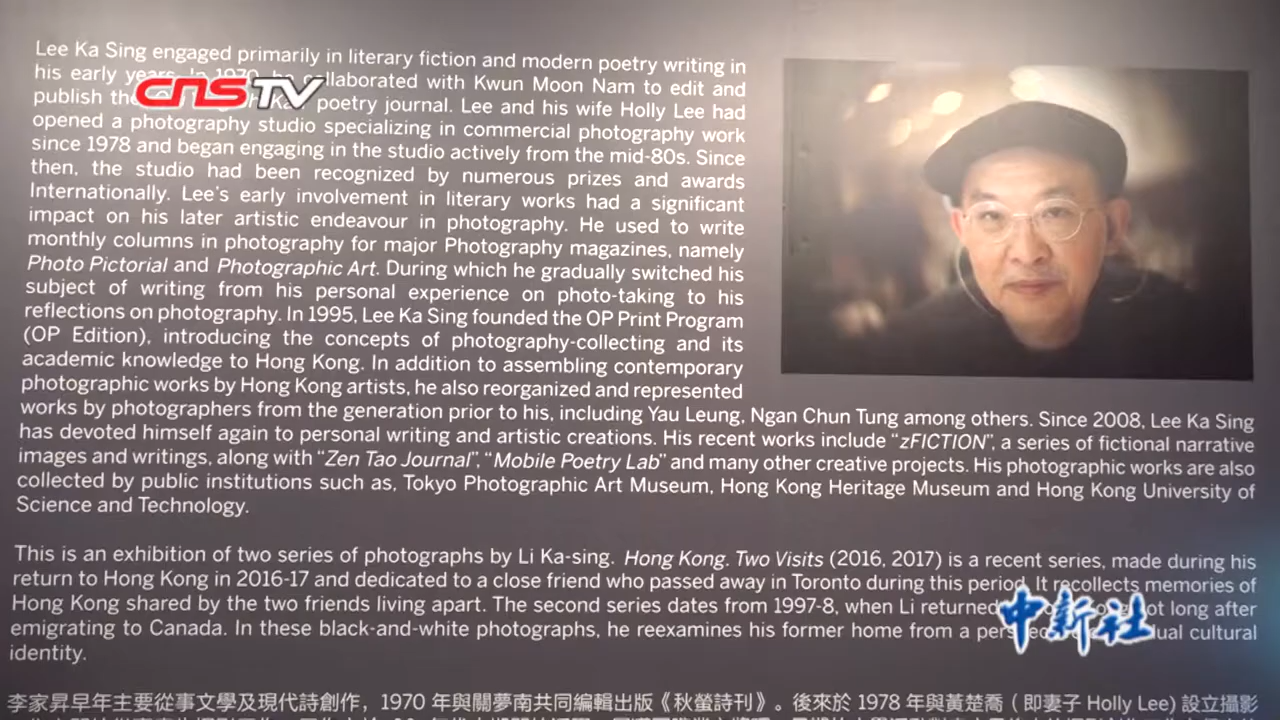 Lee Ka Sing engaged primarily in literary fiction and modern poetry writing in
his early years. In 1970, he collaborated with Kwun Moon Nam to edit and
CNSTV
publish the poetry journal. Lee and his wife Holly Lee had
opened a photography studio specializing in commercial photography work
since 1978 and began engaging in the studio actively from the mid-80s. Since
then, the studio had been recognized by numerous prizes and awards
Internationally. Lee's early involvement in literary works had a significant
impact on his later artistic endeavour in photography. He used to write
monthly columns in photography for major Photography magazines, namely
Photo Pictorial and Photographic Art. During which he gradually switched his
subject of writing from his personal experience on photo-taking to his
reflections on photography. In 1995, Lee Ka Sing founded the OP Print Program
(OP Edition), introducing the concepts of photography-collecting and its
academic knowledge to Hong Kong. In addition to assembling contemporary
photographic works by Hong Kong artists, he also reorganized and represented
works by photographers from the generation prior to his, including Yau Leung, Ngan Chun Tung among others. Since 2008, Lee Ka Sing
has devoted himself again to personal writing and artistic creations. His recent works include “zFICTION”, a series of fictional narrative
images and writings, along with “Zen Tao Journal”, “Mobile Poetry Lab” and many other creative projects. His photographic works are also
collected by public institutions such as, Tokyo Photographic Art Museum, Hong Kong Heritage Museum and Hong Kong University of
Science and Technology.
This is an exhibition of two series of photographs by Li Ka-sing. Hong Kong. Two Visits (2016, 2017) is a recent series, made during his
return to Hong Kong in 2016-17 and dedicated to a close friend who passed away in Toronto during this period. It recollects memories of
Hong Kong shared by the two friends living apart. The second series dates from 1997-8, when Li returned not long after
中新社
emigrating to Canada. In these black-and-white photographs, he reexamines his former home from a cultural
identity.
李家昇早年主要從事文學及現代詩創作，1970 年與關夢南共同編輯出版《秋螢詩刊》。後來於 1978 年與黃楚喬（即妻子 Holly Lee) 設立攝影